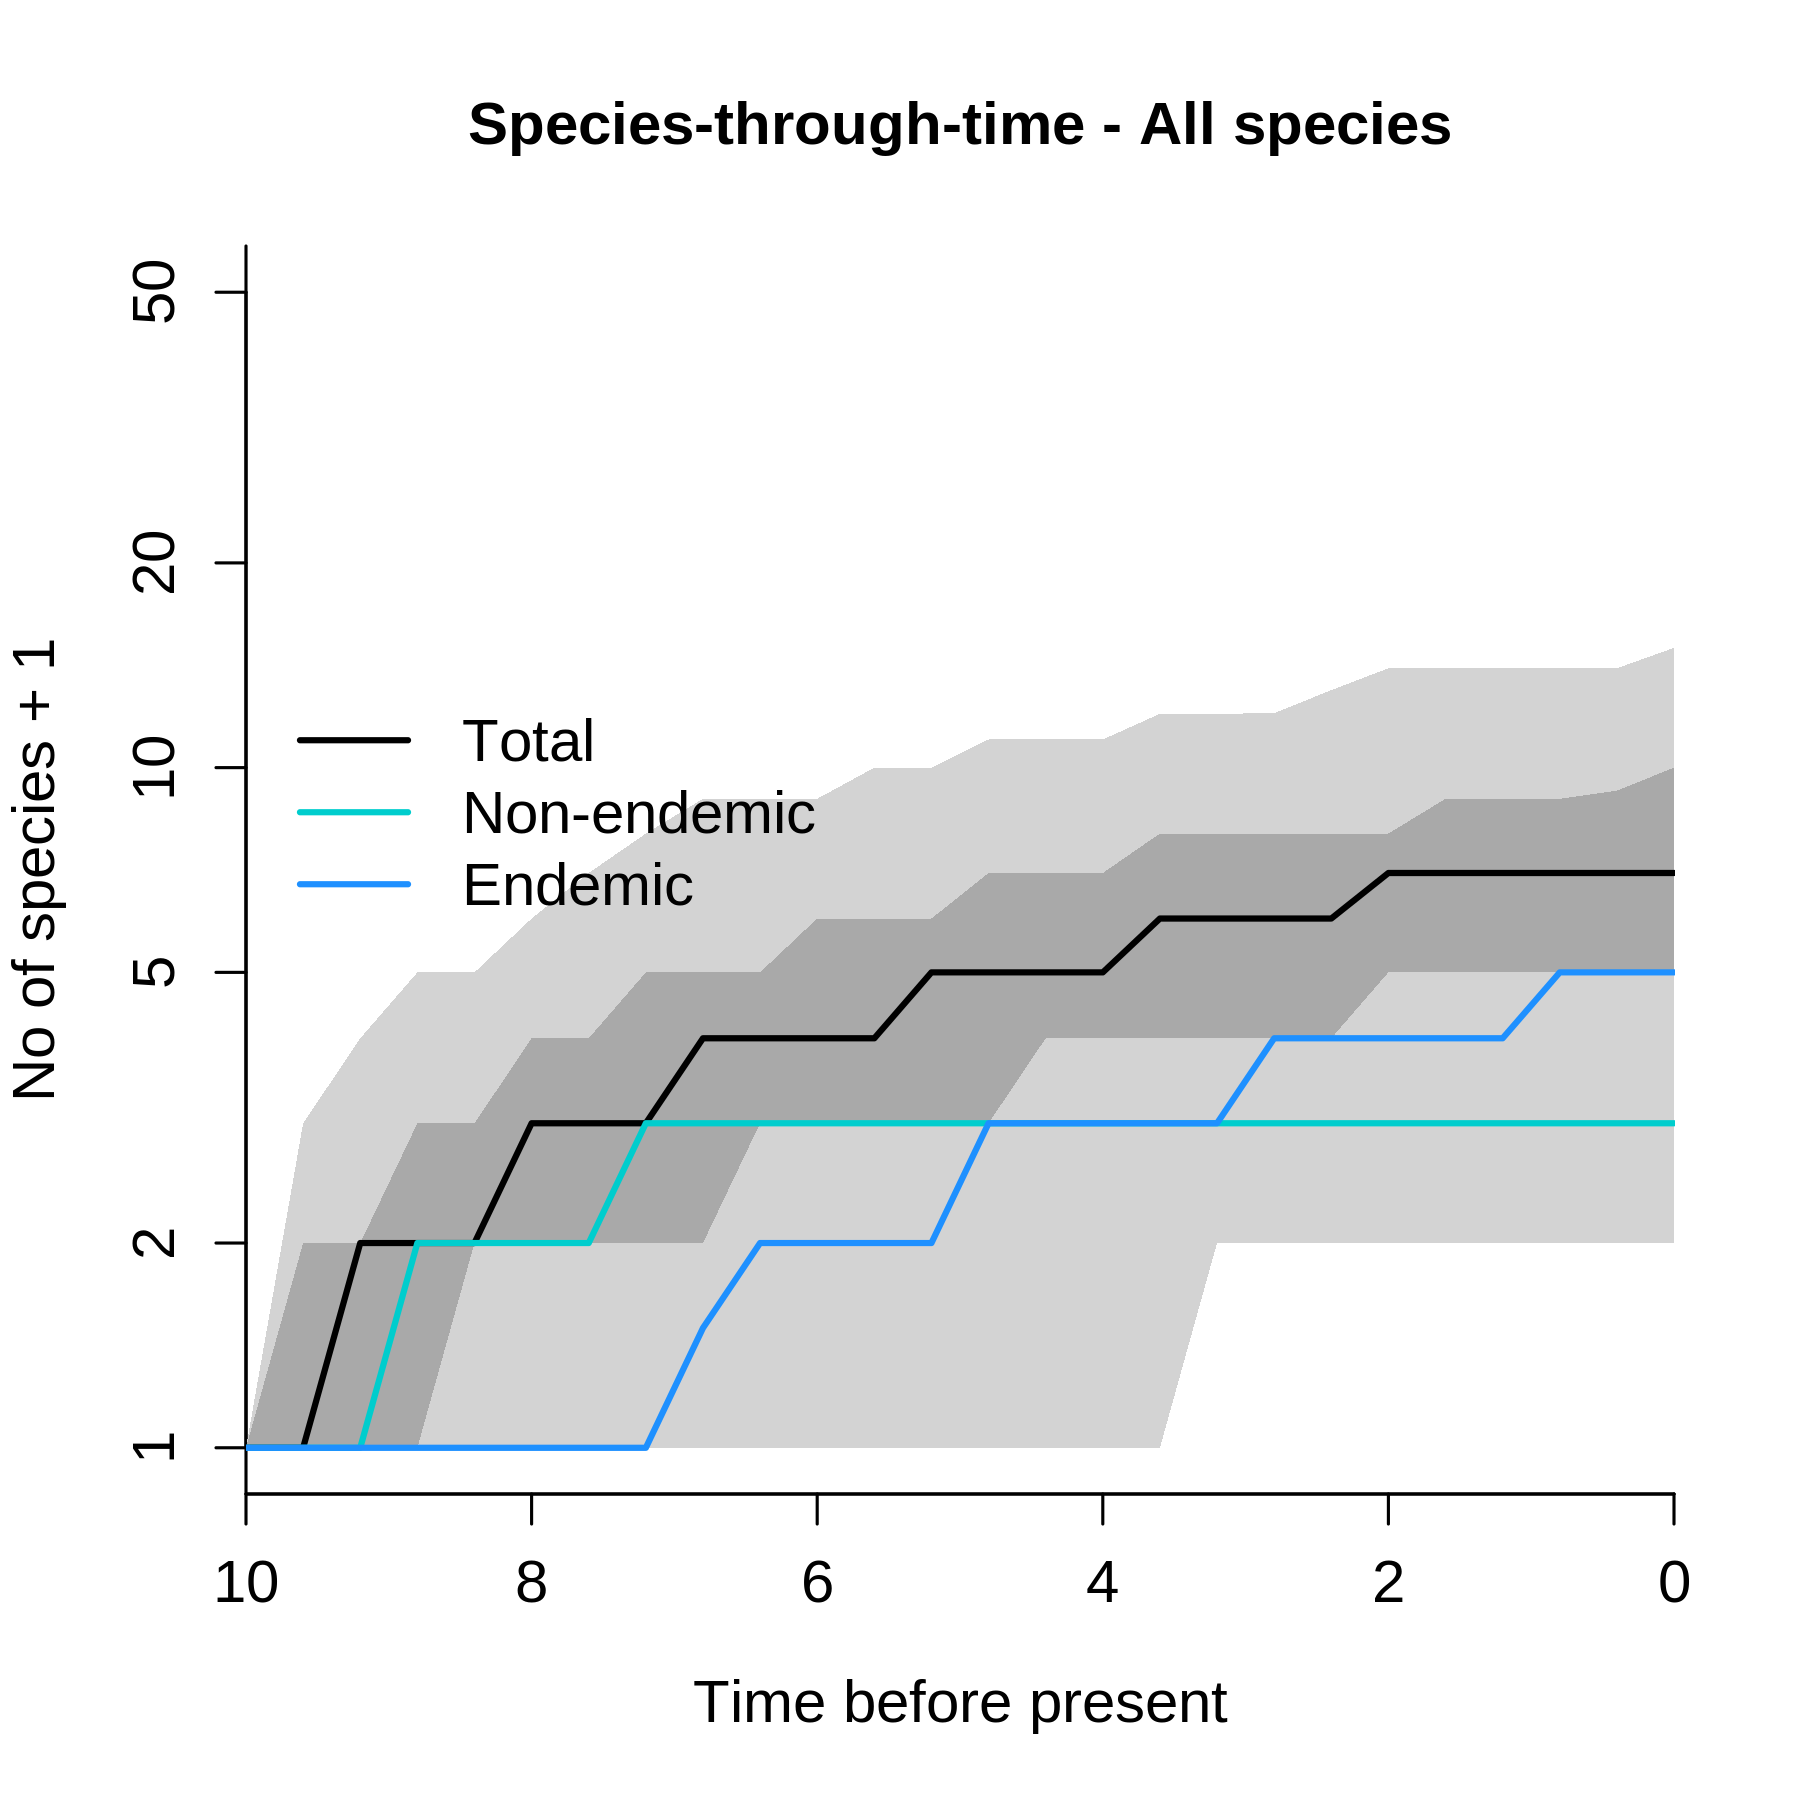 Species-through-time - All species
No of species + 1
50
20
10
5
2
1
Total
Non-endemic
Endemic
10 8 6 4 2 0
Time before present